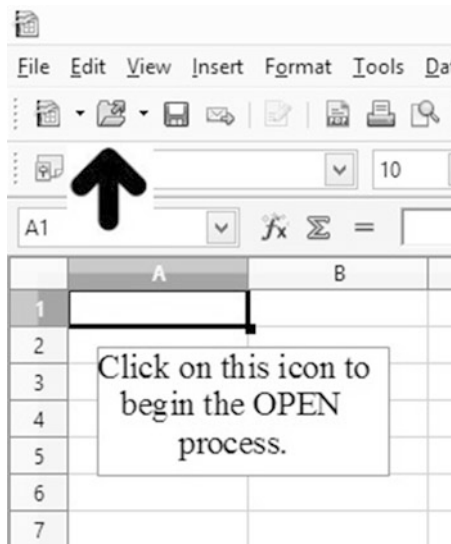 File Edit View Insert Format Tools Da
10
A1 fx Σ =
A B
1
2
Click on this icon to
3
begin the OPEN
4
process.
5
6
7